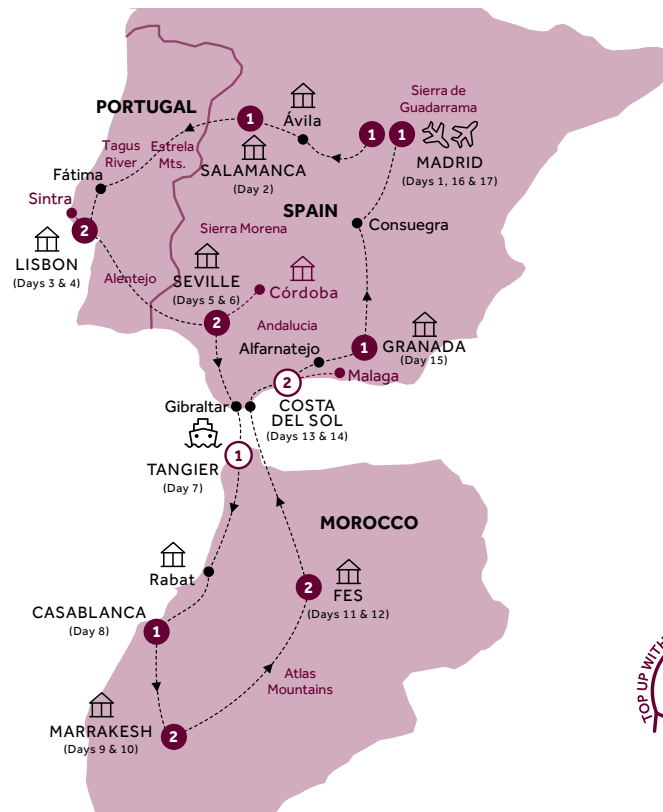 Sierra de
Guadarrama
PORTUGAL
1
Ávila
1
1
MADRID
(Days 1, 16 & 17)
Tagus
River
Estrela
Mts.
SALAMANCA
(Day 2)
Fátima
Sintra
SPAIN
Consuegra
2
LISBON
(Days 3 & 4)
Sierra Morena
Alentejo
SEVILLE
(Days 5 & 6)
Córdoba
2
Andalucia
Alfarnatejo
1
GRANADA
(Day 15)
2
Malaga
Gibraltar
COSTA
DEL SOL
(Days 13 & 14)
1
TANGIER
(Day 7)
MOROCCO
Rabat
2
FES
(Days 11 & 12)
CASABLANCA
(Day 8)
1
Atlas
Mountains
MARRAKESH
(Days 9 & 10)
2
TOP UP WITH